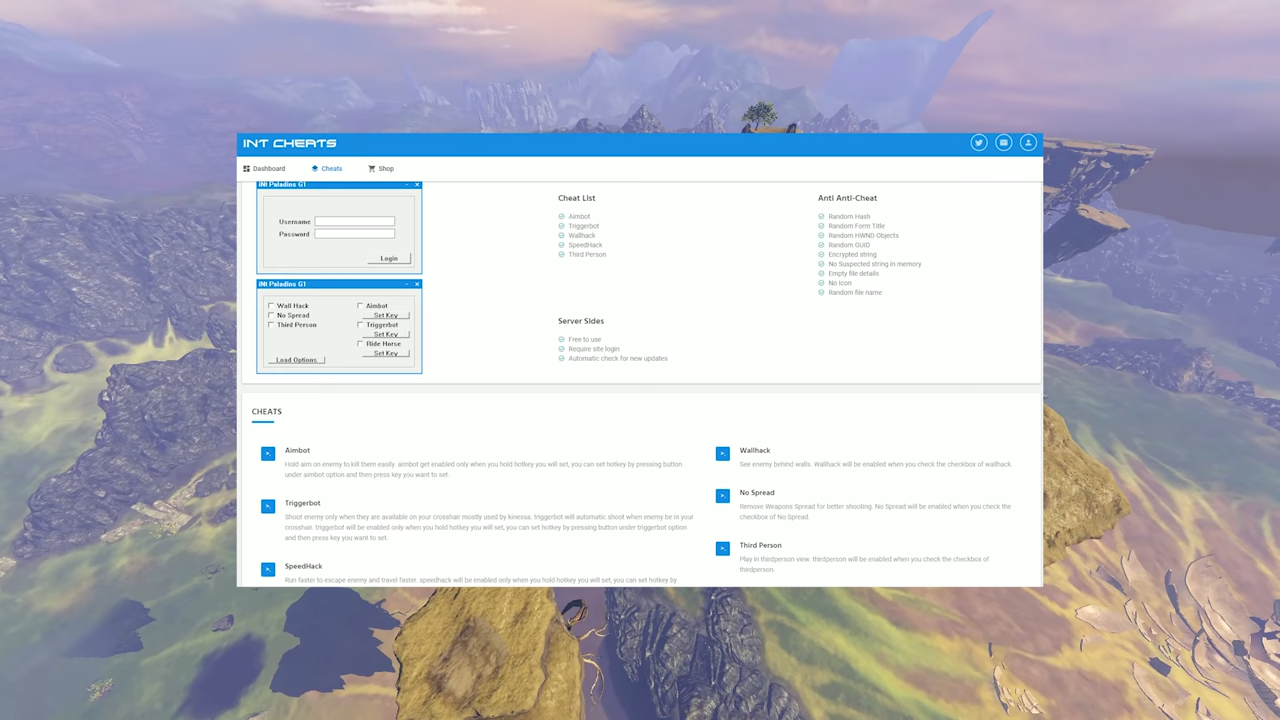 INT CHEATS
Dashboard
Cheats
Shop
iNt Paladins G1
Username
Password
Login
iNt Paladins G1
Wall Hack
No Spread
Third Person
Aimbot
Set Key
Triggerbot
Set Key
Ride Horse
Set Key
Load Options
Cheat List
Aimbot
Triggerbot
Wallhack
SpeedHack
Third Person
Server Sides
Free to use
Require site login
Automatic check for new updates
Anti Anti-Cheat
Random Hash
Random Form Title
Random HWND Objects
Random GUID
Encrypted string
No Suspected string in memory
Empty file details
No Icon
Random file name
CHEATS
Aimbot
Hold aim on enemy to kill them easily. aimbot get enabled only when you hold hotkey you will set, you can set hotkey by pressing button
under aimbot option and then press key you want to set.
Triggerbot
Shoot enemy only when they are available on your crosshair mostly used by kinessa. triggerbot will automatic shoot when enemy be in your
crosshair. triggerbot will be enabled only when you hold hotkey you will set, you can set hotkey by pressing button under triggerbot option
and then press key you want to set.
SpeedHack
Run faster to escape enemy and travel faster. speedhack will be enabled only when you hold hotkey you will set, you can set hotkey by
Wallhack
See enemy behind walls. Wallhack will be enabled when you check the checkbox of wallhack.
No Spread
Remove Weapons Spread for better shooting. No Spread will be enabled when you check the
checkbox of No Spread.
Third Person
Play in thirdperson view. thirdperson will be enabled when you check the checkbox of
thirdperson.